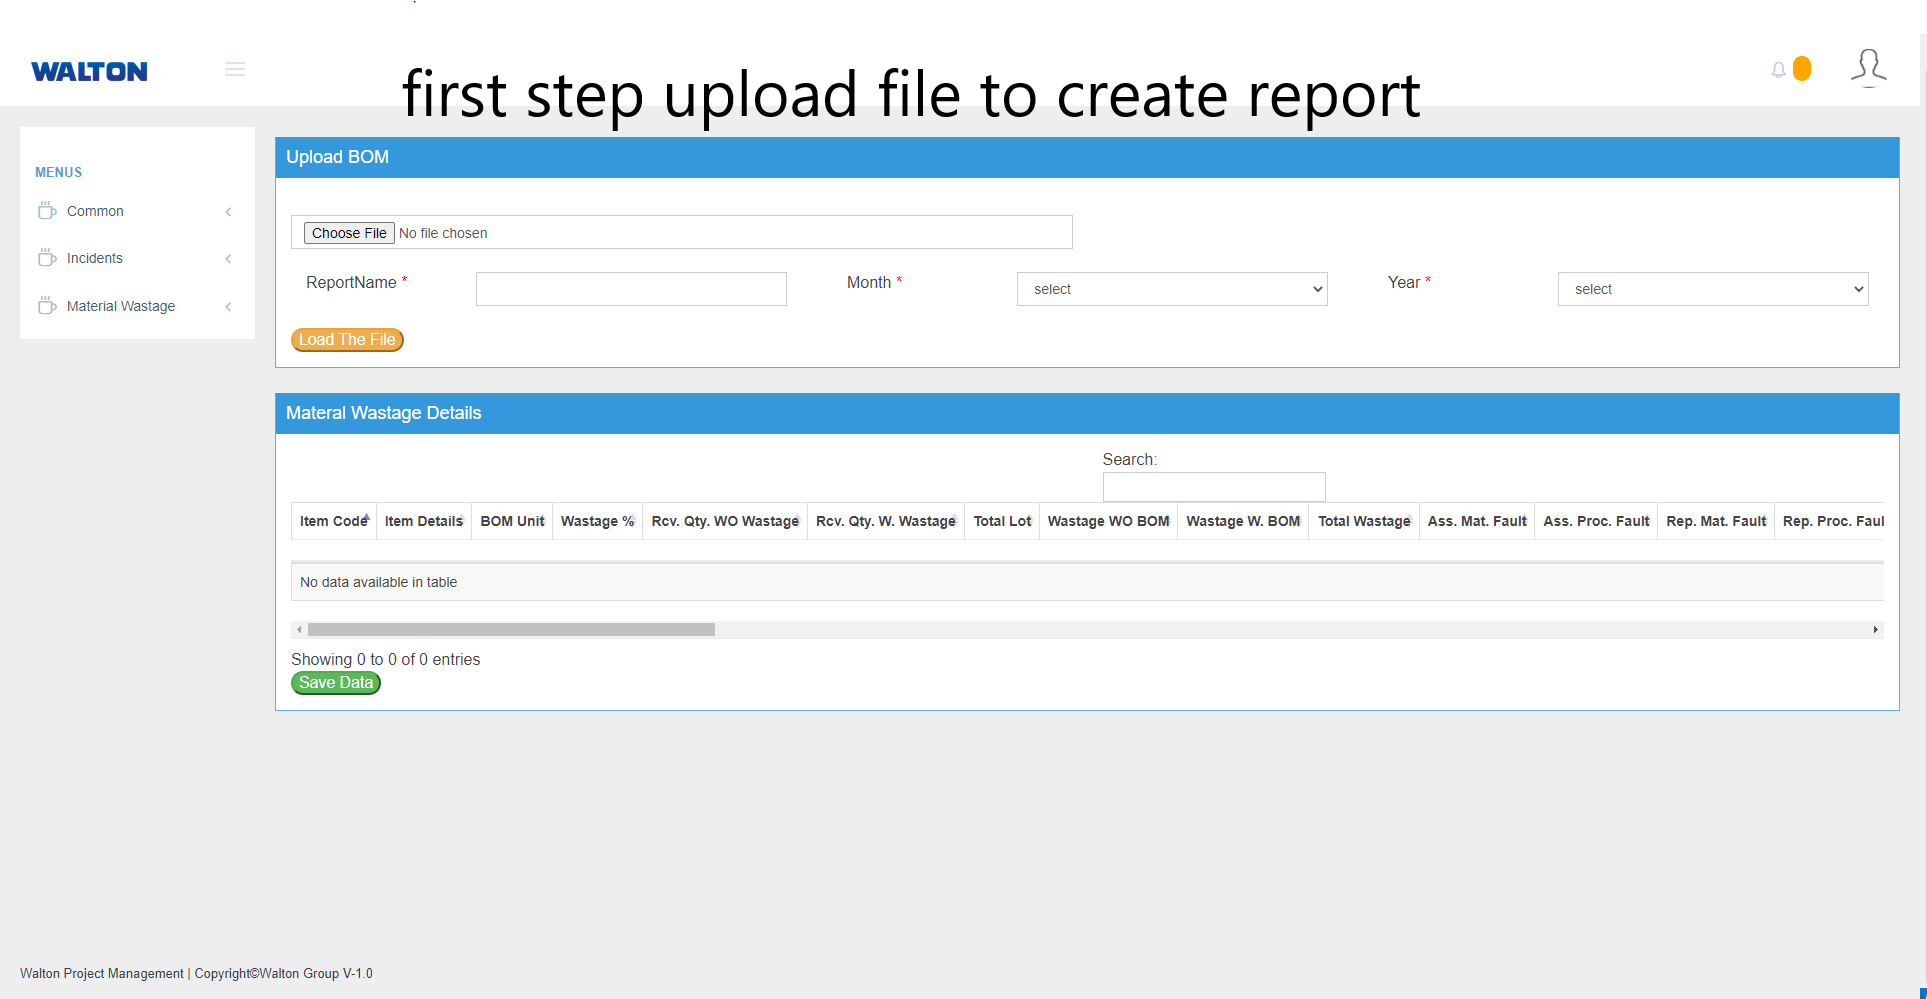 WALTON
first step upload file to create report
MENUS
Common
Incidents
Material Wastage
Upload BOM
Choose File No file chosen
ReportName *
Month * select
Year * select
Load The File
Materal Wastage Details
Search:
Item Code Item Details BOM Unit Wastage % Rcv. Qty. WO Wastage Rcv. Qty. W. Wastage Total Lot Wastage WO BOM Wastage W. BOM Total Wastage Ass. Mat. Fault Ass. Proc. Fault Rep. Mat. Fault Rep. Proc. Faul
No data available in table
Showing 0 to 0 of 0 entries
Save Data
Walton Project Management | Copyright©Walton Group V-1.0